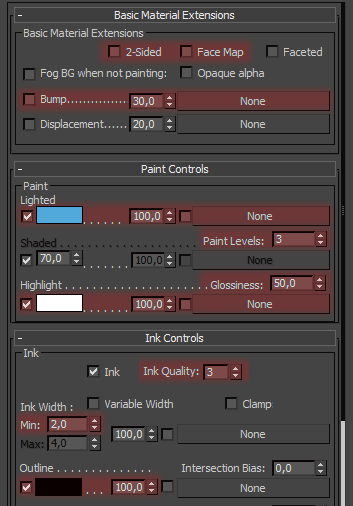 - Basic Material Extensions
Basic Material Extensions
2-Sided Face Map Faceted
Fog BG when not painting: Opaque alpha
Bump.............. 30,0 None
Displacement...... 20,0 None
- Paint Controls
Paint
Lighted
...... 100,0 None
Shaded . . . . . . . . . . . . . . . . . . Paint Levels: 3
70,0 ....... 100,0 None
Highlight . . . . . . . . . . . . . . . . . Glossiness: 50,0
...... 100,0 None
- Ink Controls
Ink
Ink Ink Quality: 3
Ink Width : Variable Width Clamp
Min: 2,0
100,0 None
Max: 4,0
Outline . . . . . . . . . . . . . . Intersection Bias: 0,0
... 100,0 None